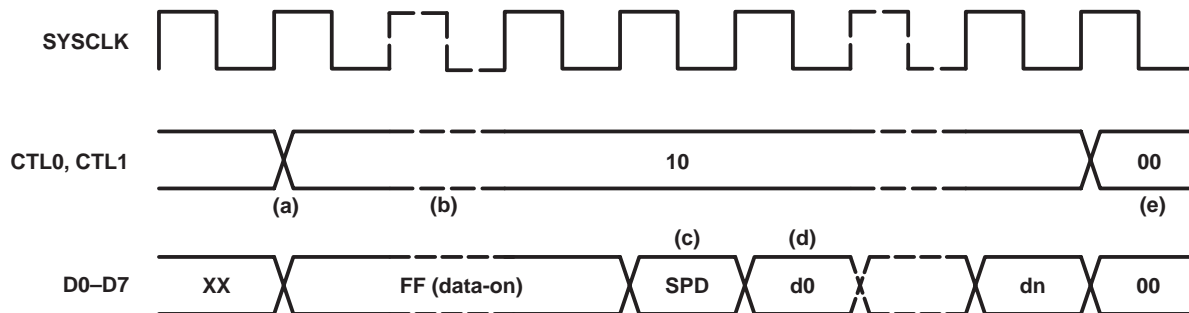 SYSCLK
CTL0, CTL1
10
00
(a)
(b)
(e)
(c)
(d)
D0–D7
XX
FF (data-on)
SPD
d0
dn
00